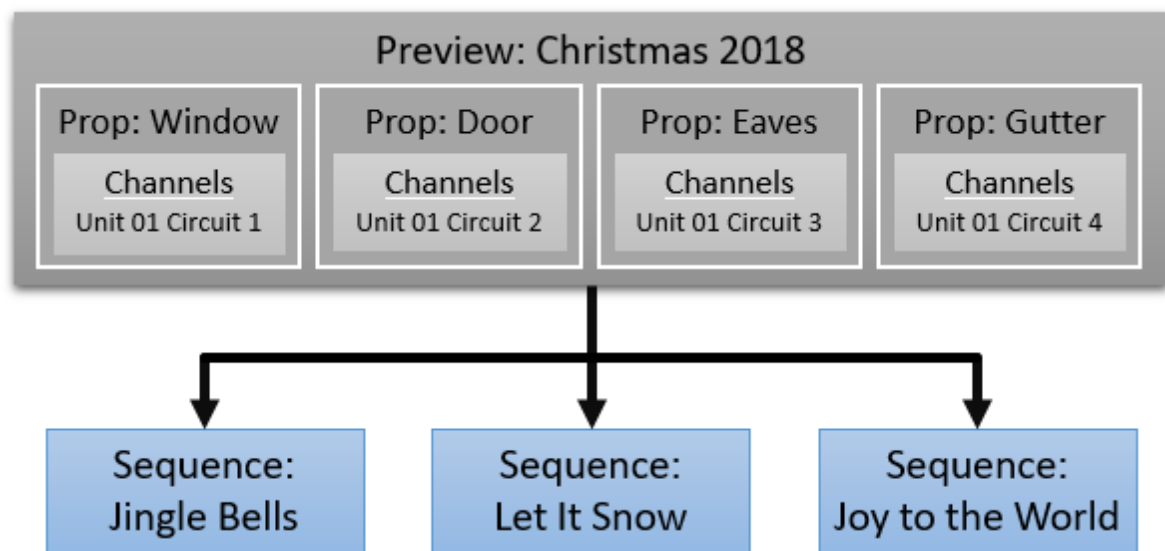 Preview: Christmas 2018
Prop: Window
Channels
Unit 01 Circuit 1
Prop: Door
Channels
Unit 01 Circuit 2
Prop: Eaves
Channels
Unit 01 Circuit 3
Prop: Gutter
Channels
Unit 01 Circuit 4
Sequence:
Jingle Bells
Sequence:
Let It Snow
Sequence:
Joy to the World